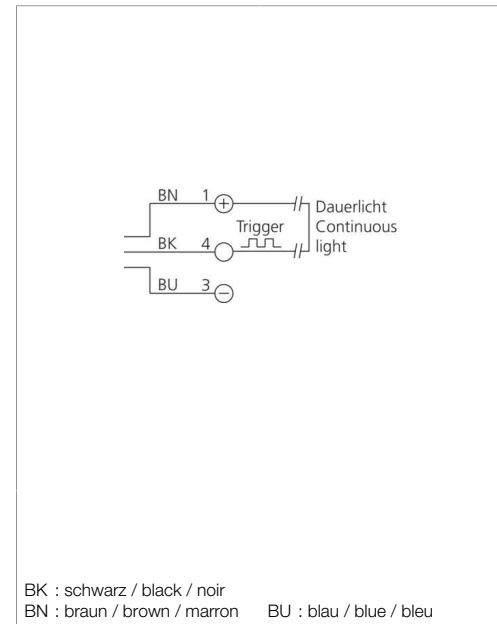 BN 1 +
Dauerlicht
Trigger Continuous
BK 4 light
BU 3 −
BK : schwarz / black / noir
BN : braun / brown / marron BU : blau / blue / bleu